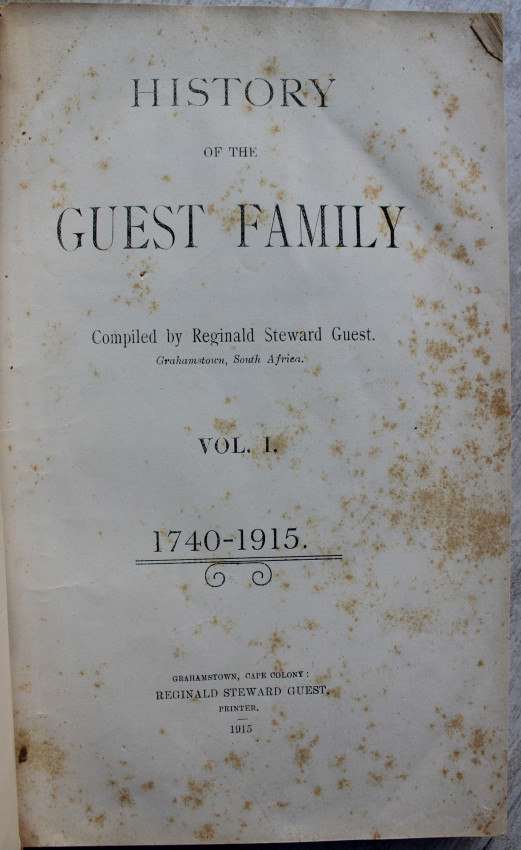 HISTORY
OF THE
GUEST FAMILY
Compiled by Reginald Steward Guest.
Grahamstown, South Africa.
VOL. I.
1740-1915.
GRAHAMSTOWN, CAPE COLONY:
REGINALD STEWARD GUEST,
PRINTER.
1915